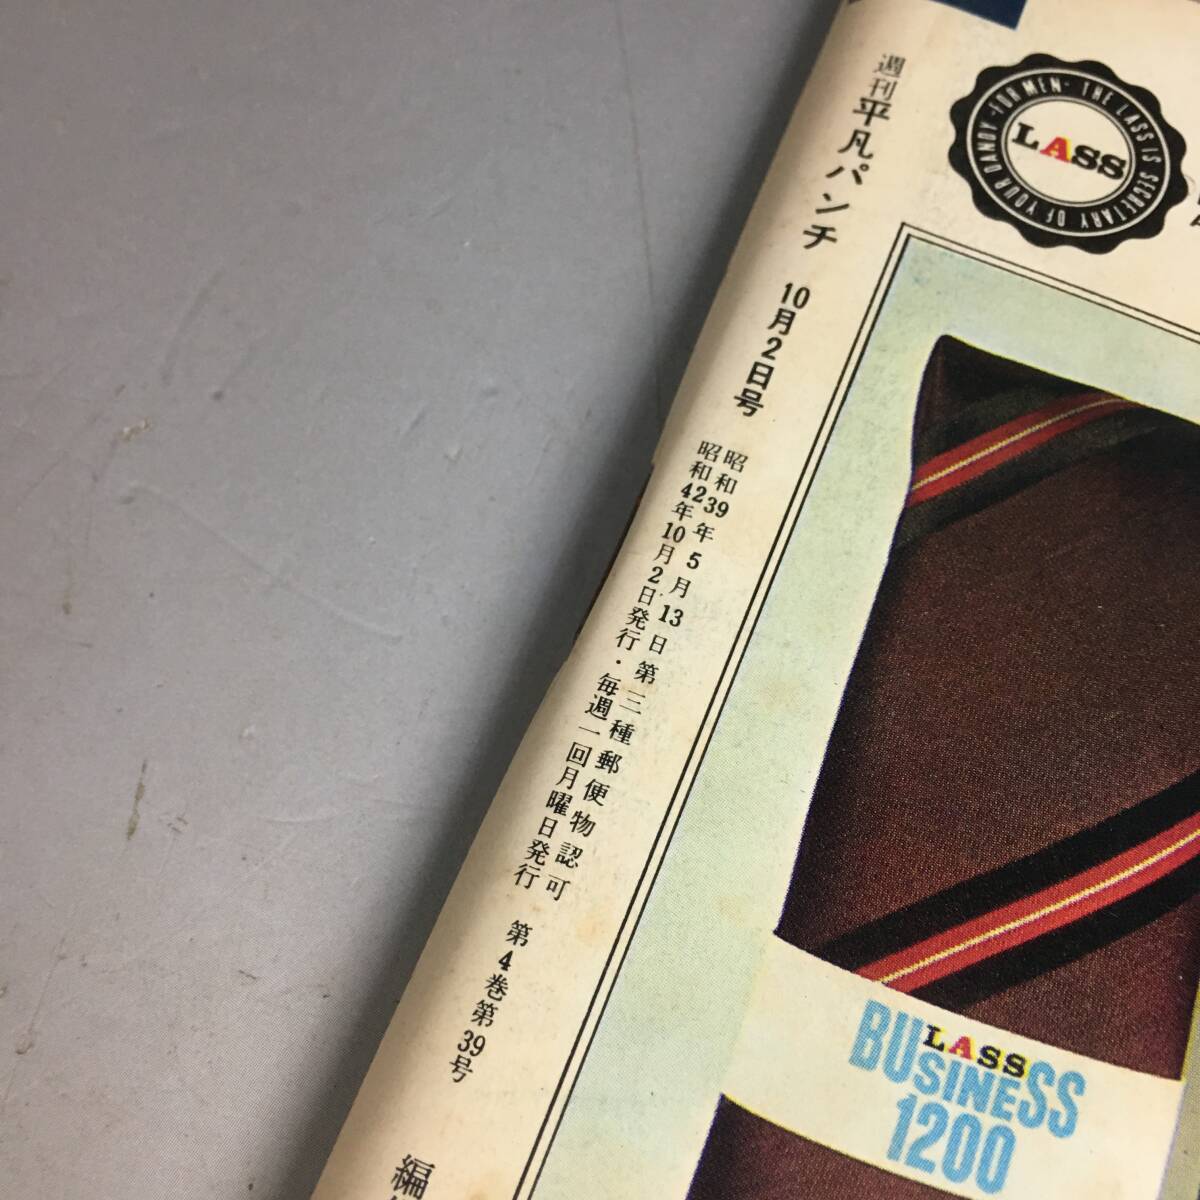 週刊平凡パンチ 10月2日号
昭和39年5月13日第三種郵便物認可
昭和42年10月2日発行・毎週一回月曜日発行
第4巻第39号
編
FOR MEN · THE LASS IS SECRETARY OF YOUR DANDY ·
LASS
LASS
BUSINESS
1200